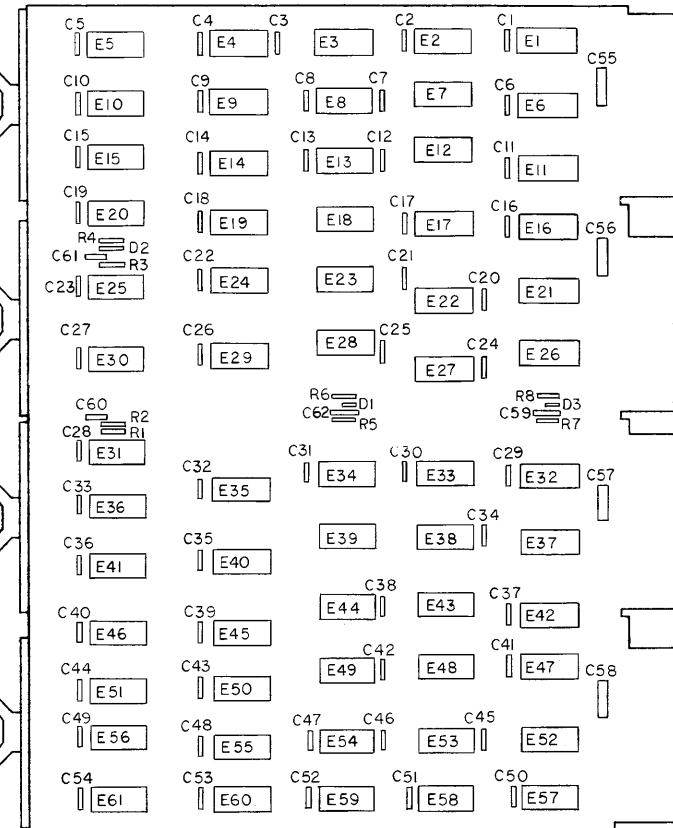 C5 C4 C3 C2 C1
E5 E4 E3 E2 E1
C55
C10 C9 C8 C7 C6
E10 E9 E8 E7 E6
C15 C14 C13 C12 C11
E15 E14 E13 E12 E11
C19 C18 C17 C16
E20 E19 E18 E17 E16
C56
R4
D2
C61
R3
C22 C21 C20
C23 E25 E24 E23 E22 E21
C27 C26 C25 C24
E30 E29 E28 E27 E26
R6 R8
D1 D3
C60 C62 C59
R2 R5 R7
R1
C28
E31
C32 C31 C30 C29
E35 E34 E33 E32
C57
C33
E36
C36 C35 C34
E41 E40 E39 E38 E37
C40 C39 C38 C37
E46 E45 E44 E43 E42
C44 C43 C42 C41
E51 E50 E49 E48 E47
C58
C49 C48 C47 C46 C45
E56 E55 E54 E53 E52
C54 C53 C52 C51 C50
E61 E60 E59 E58 E57